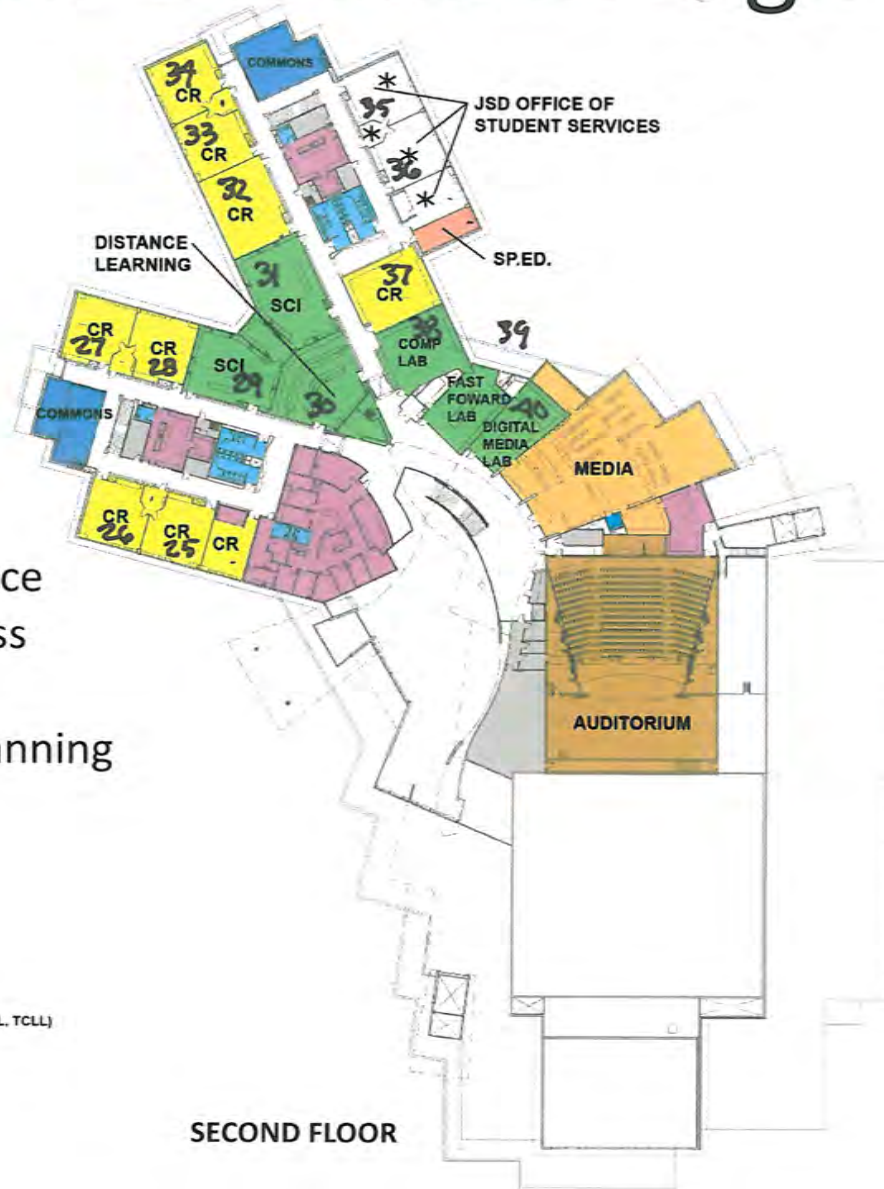 COMMONS
34
CR
33
CR
32
CR
35
36
JSD OFFICE OF
STUDENT SERVICES
SP.ED.
DISTANCE
LEARNING
31
SCI
37
CR
38
COMP
LAB
39
CR
27
CR
28
SCI
29
30
FAST
FOWARD
LAB
40
DIGITAL
MEDIA
LAB
MEDIA
COMMONS
CR
26
CR
25
CR
ce
ss
anning
AUDITORIUM
L, TCLL)
SECOND FLOOR